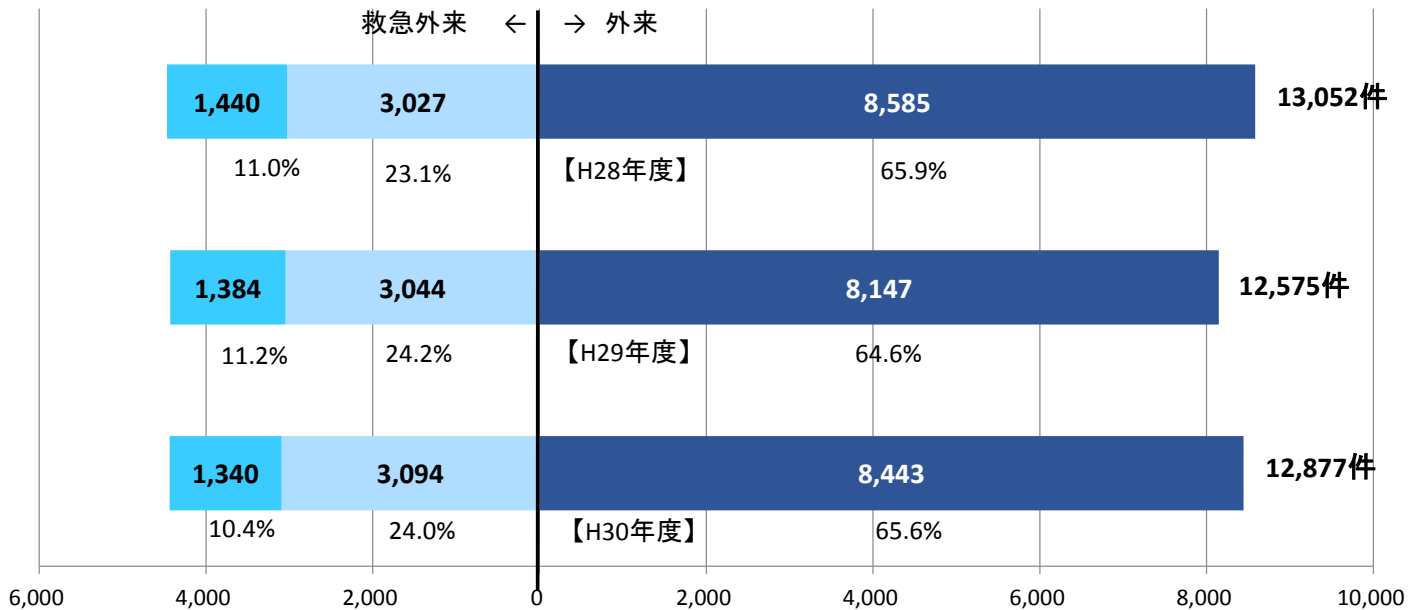 救急外来 ← → 外来
1,440 3,027 8,585 13,052件
11.0% 23.1% 【H28年度】 65.9%
1,384 3,044 8,147 12,575件
11.2% 24.2% 【H29年度】 64.6%
1,340 3,094 8,443 12,877件
10.4% 24.0% 【H30年度】 65.6%
6,000 4,000 2,000 0 2,000 4,000 6,000 8,000 10,000